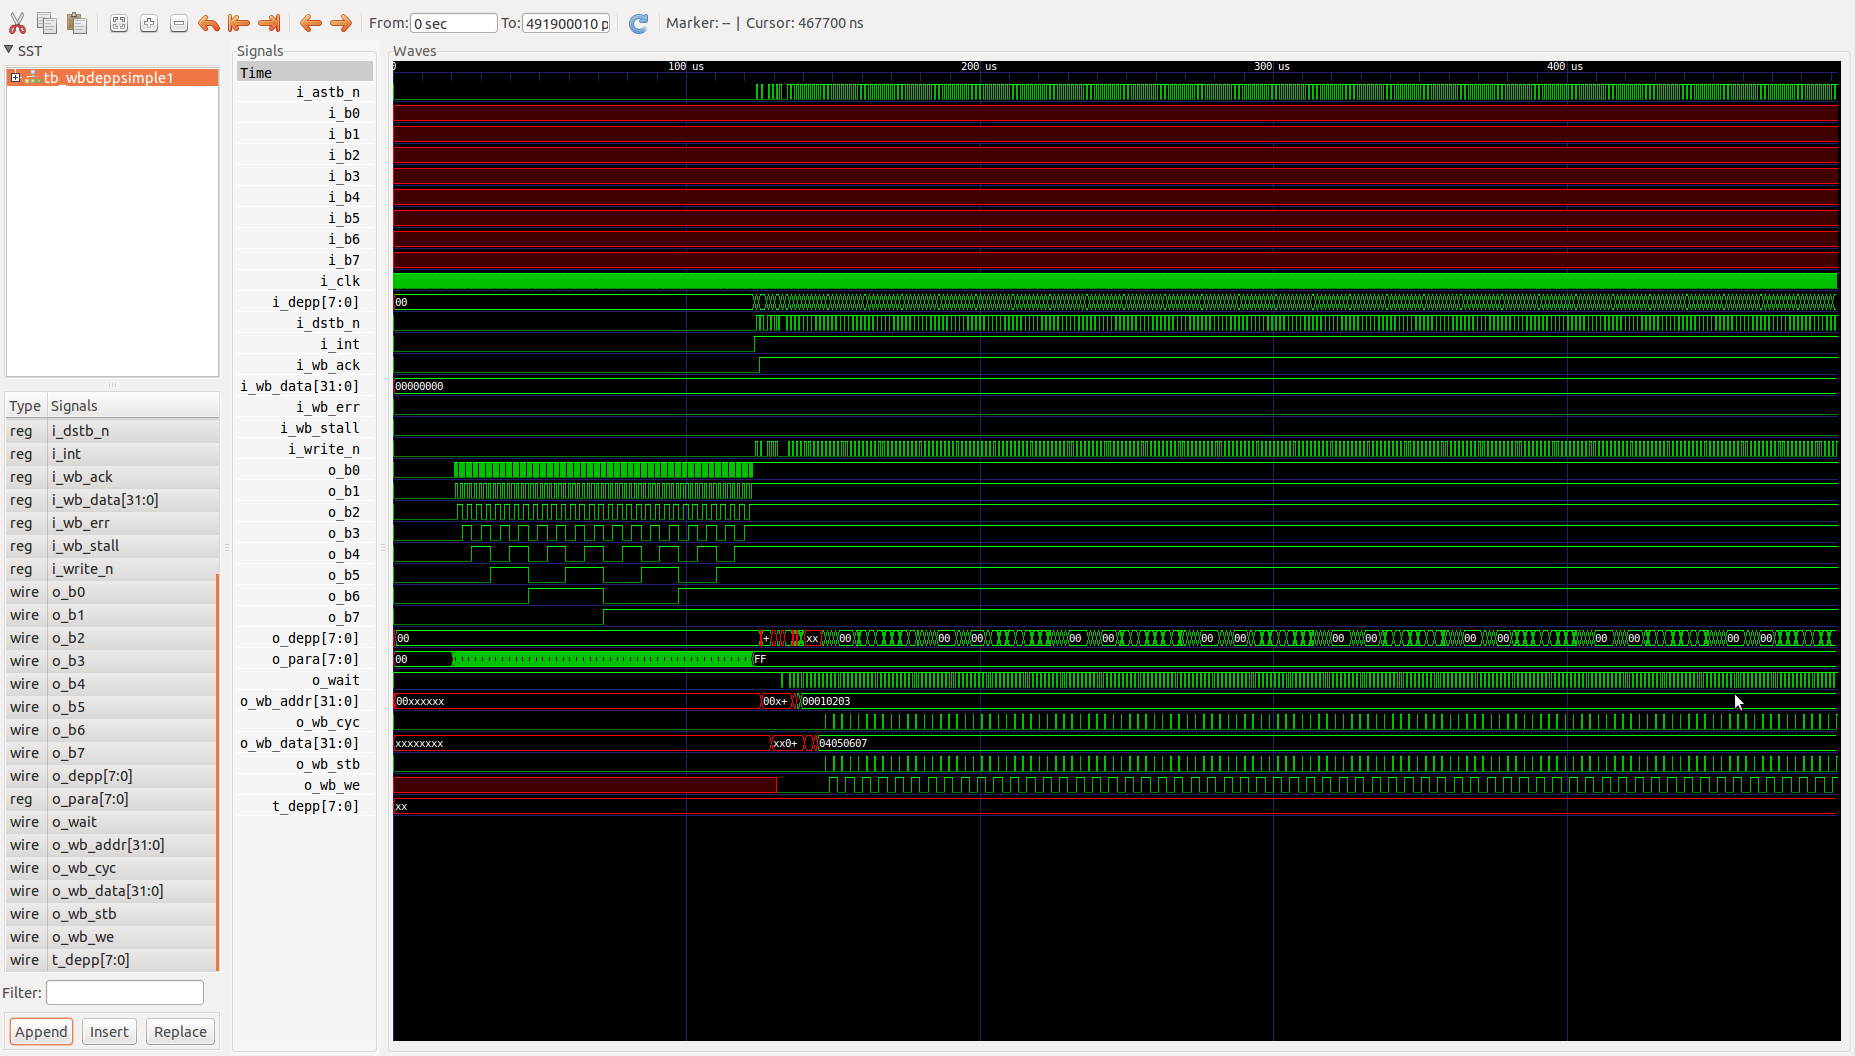 From: 0 sec To: 491900010 p Marker: -- | Cursor: 467700 ns
SST
tb_wbdeppsimple1
Type Signals
reg i_dstb_n
reg i_int
reg i_wb_ack
reg i_wb_data[31:0]
reg i_wb_err
reg i_wb_stall
reg i_write_n
wire o_b0
wire o_b1
wire o_b2
wire o_b3
wire o_b4
wire o_b5
wire o_b6
wire o_b7
wire o_depp[7:0]
reg o_para[7:0]
wire o_wait
wire o_wb_addr[31:0]
wire o_wb_cyc
wire o_wb_data[31:0]
wire o_wb_stb
wire o_wb_we
wire t_depp[7:0]
Filter:
Append Insert Replace
Signals
Time
i_astb_n
i_b0
i_b1
i_b2
i_b3
i_b4
i_b5
i_b6
i_b7
i_clk
i_depp[7:0]
i_dstb_n
i_int
i_wb_ack
i_wb_data[31:0]
i_wb_err
i_wb_stall
i_write_n
o_b0
o_b1
o_b2
o_b3
o_b4
o_b5
o_b6
o_b7
o_depp[7:0]
o_para[7:0]
o_wait
o_wb_addr[31:0]
o_wb_cyc
o_wb_data[31:0]
o_wb_stb
o_wb_we
t_depp[7:0]
Waves
0 100 us 200 us 300 us 400 us
00
00000000
00 + xx 00 00 00 00 00 00 00 00 00 00 00 00 00 00 00
00 FF
00xxxxxx 00x+ 00010203
xxxxxxxx xx0+ 04050607
xx